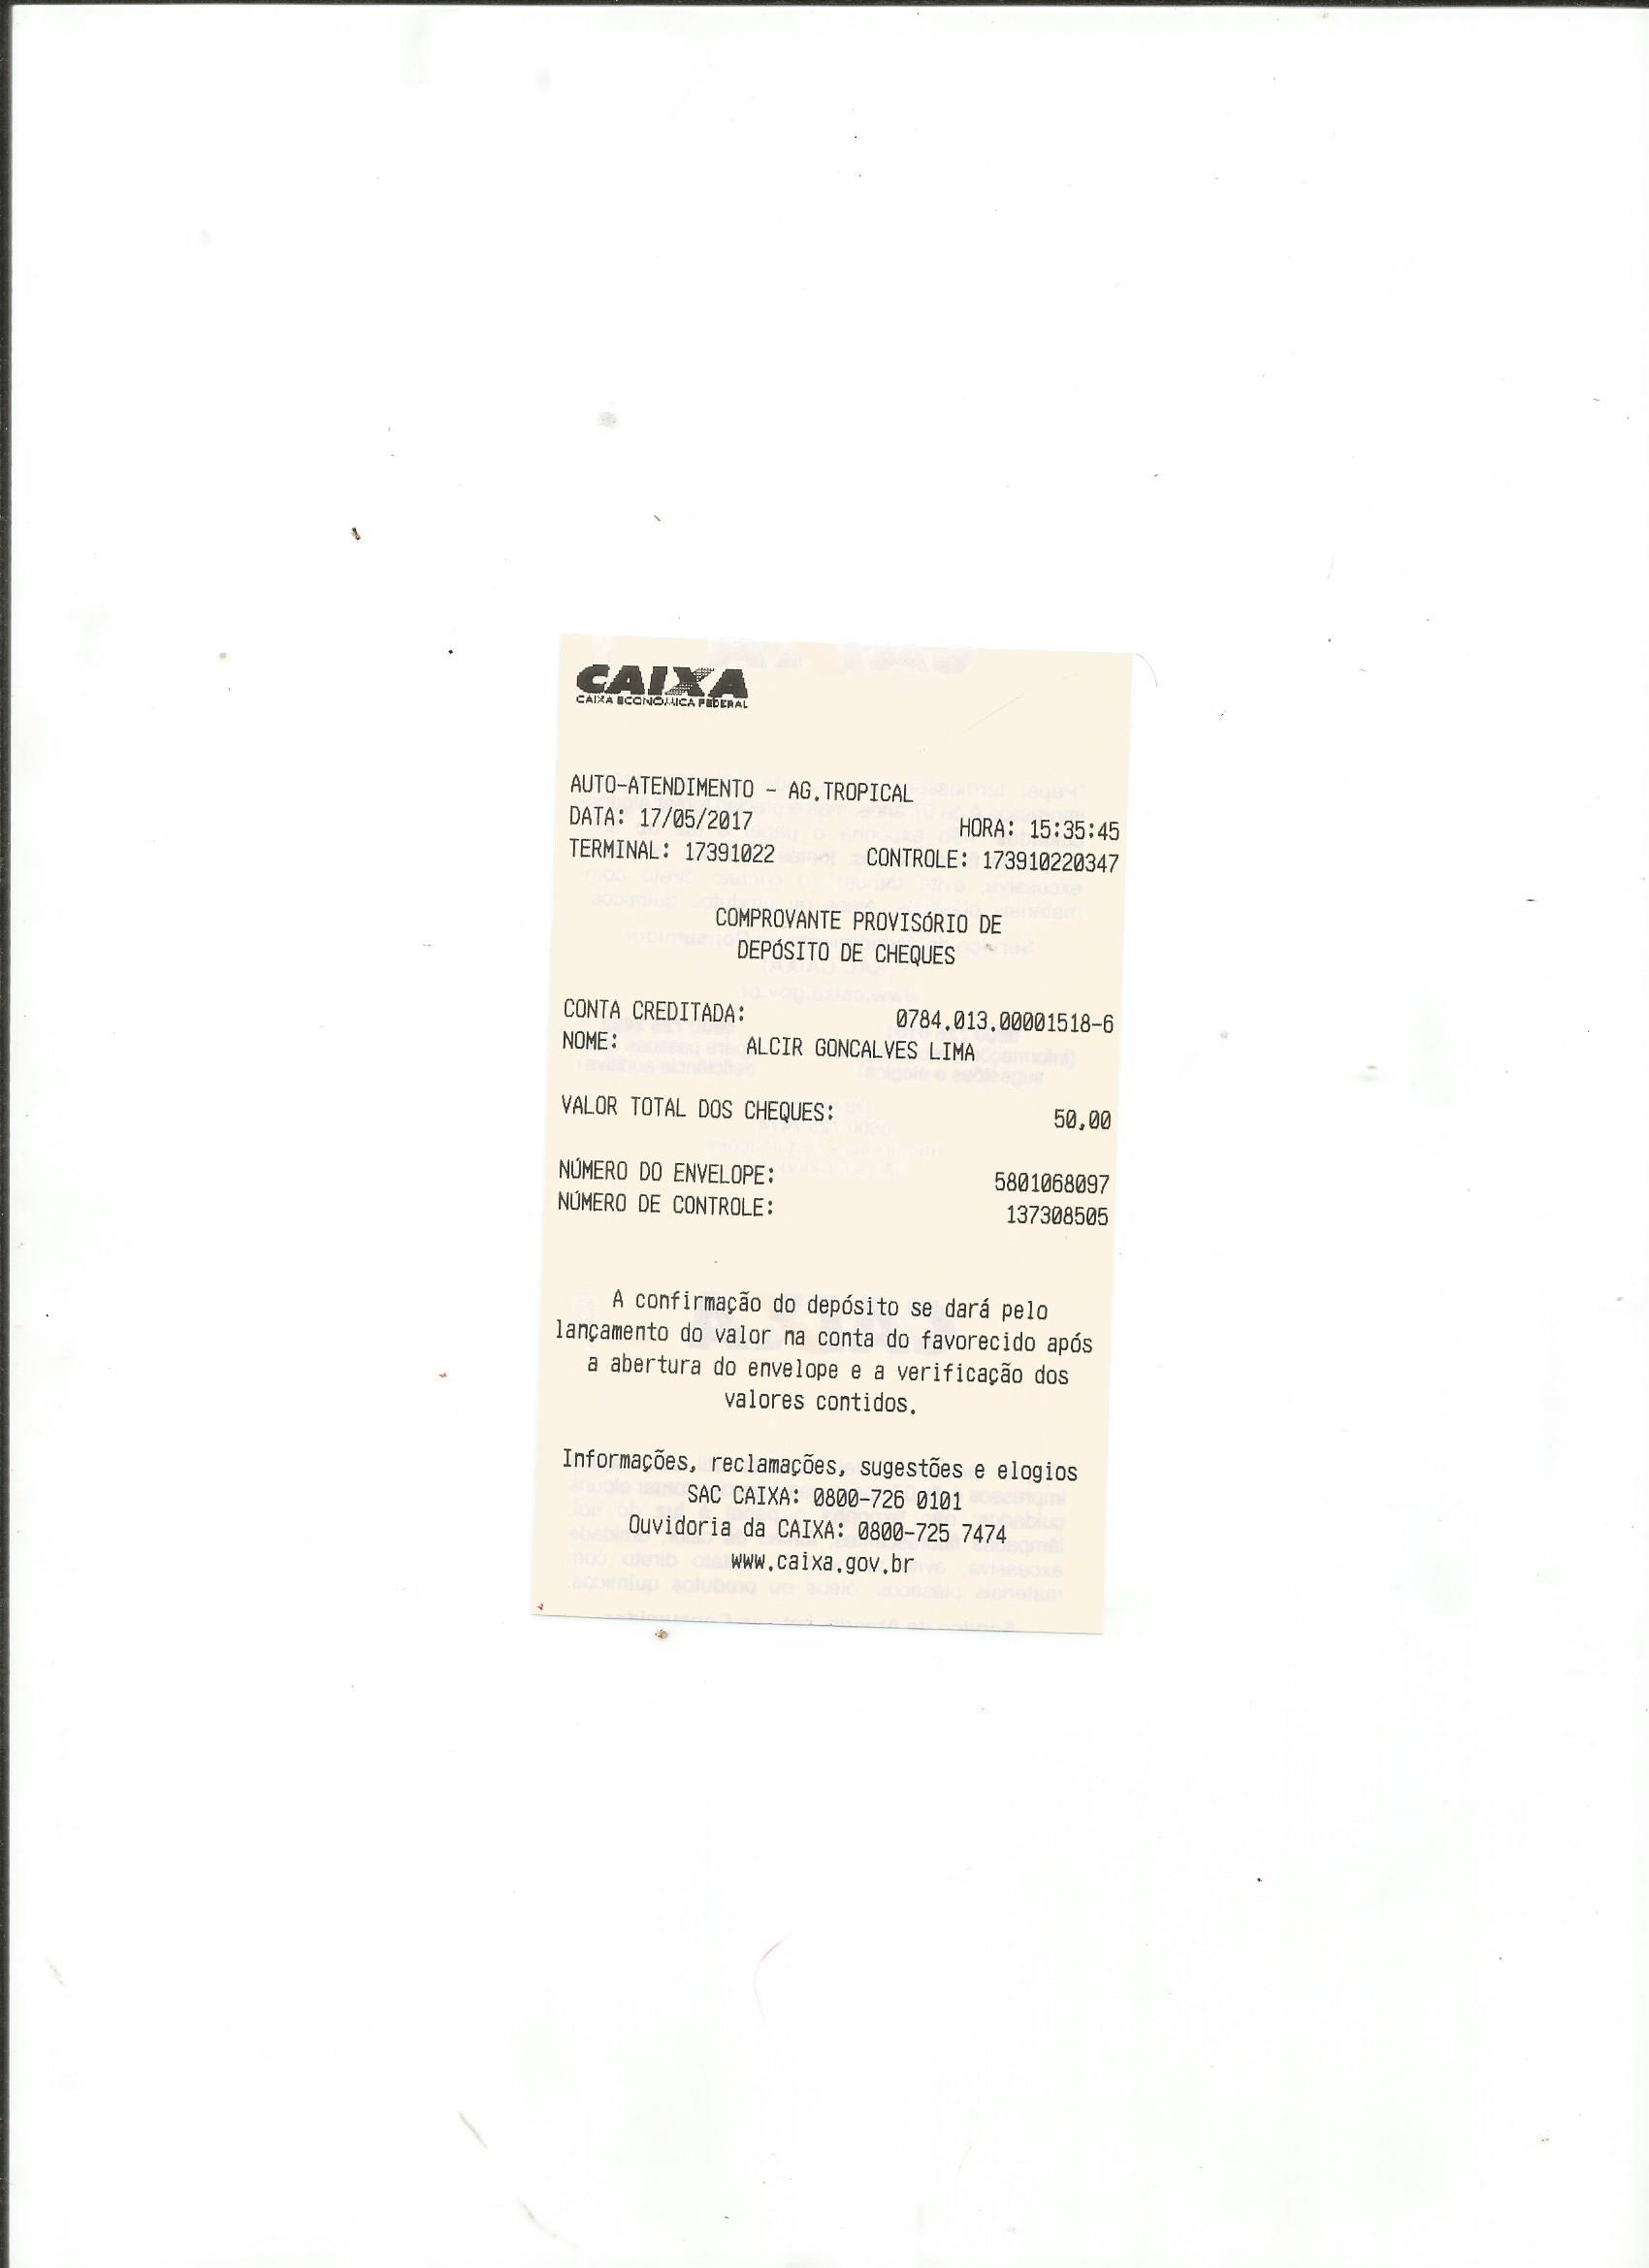 CAIXA
CAIXA ECONÔMICA FEDERAL
AUTO-ATENDIMENTO - AG.TROPICAL
DATA: 17/05/2017 HORA: 15:35:45
TERMINAL: 17391022 CONTROLE: 173910220347
COMPROVANTE PROVISÓRIO DE
DEPÓSITO DE CHEQUES
CONTA CREDITADA: 0784.013.00001518-6
NOME: ALCIR GONCALVES LIMA
VALOR TOTAL DOS CHEQUES: 50,00
NÚMERO DO ENVELOPE: 5801068097
NÚMERO DE CONTROLE: 137308505
A confirmação do depósito se dará pelo
lançamento do valor na conta do favorecido após
a abertura do envelope e a verificação dos
valores contidos.
Informações, reclamações, sugestões e elogios
SAC CAIXA: 0800-726 0101
Ouvidoria da CAIXA: 0800-725 7474
www.caixa.gov.br